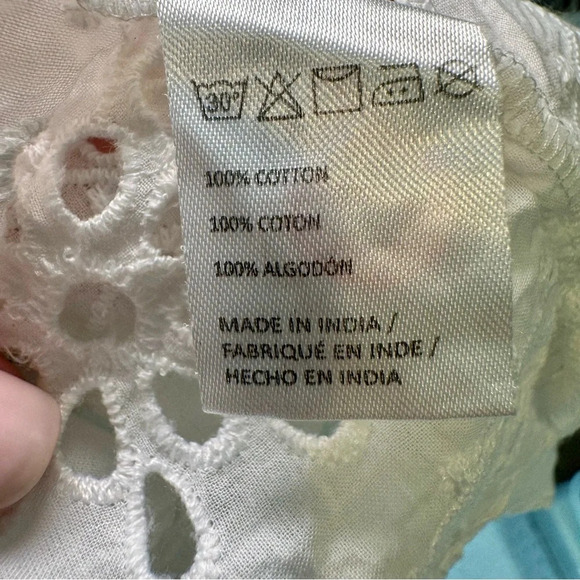 30°
100% COTTON
100% COTON
100% ALGODÓN
MADE IN INDIA /
FABRIQUÉ EN INDE /
HECHO EN INDIA